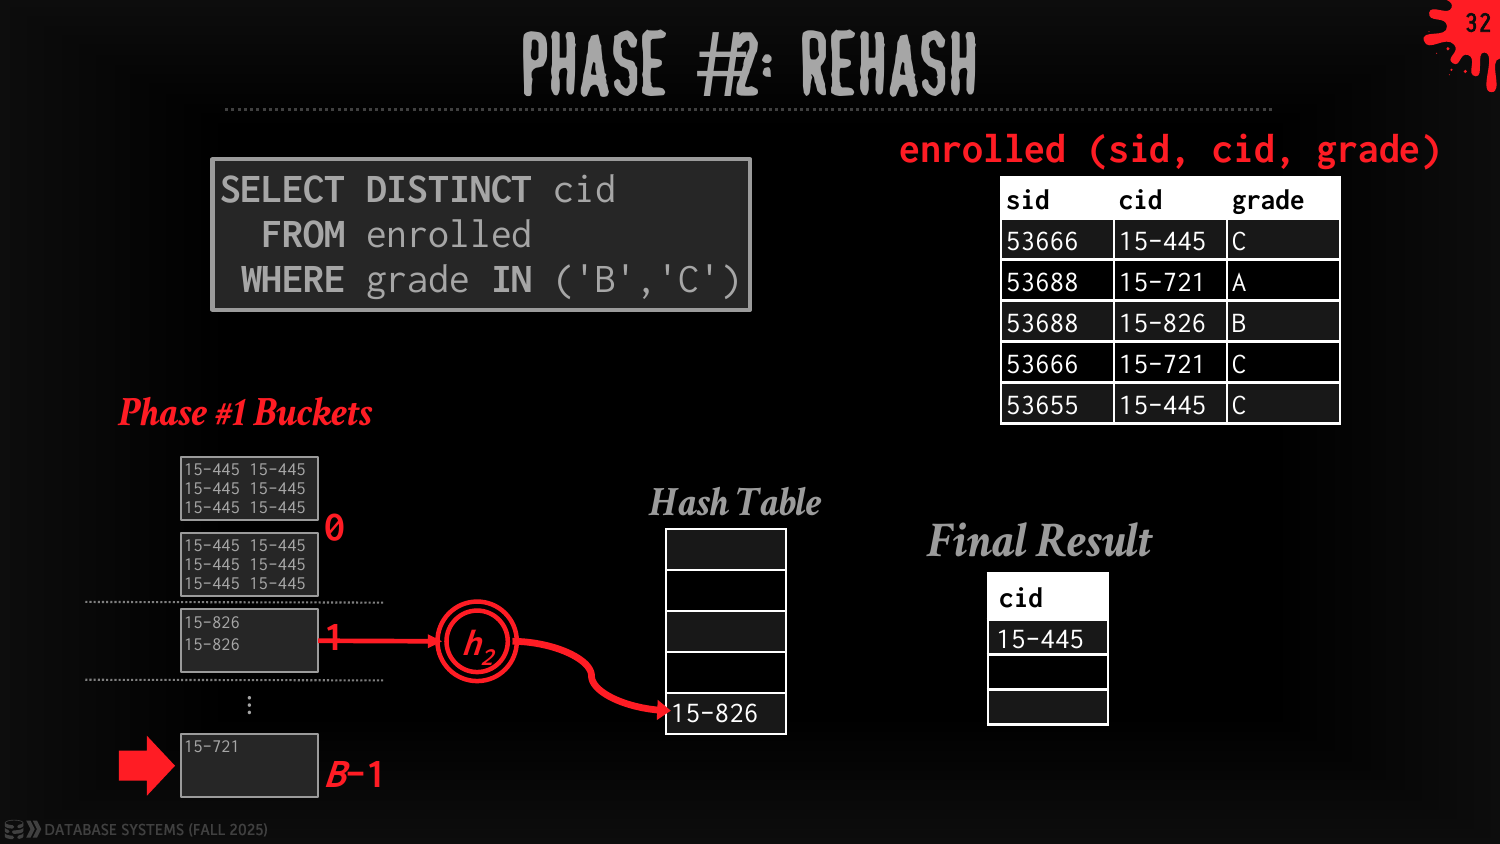 32
PHASE #2: REHASH
enrolled (sid, cid, grade)
SELECT DISTINCT cid
FROM enrolled
WHERE grade IN ('B','C')
sid cid grade
53666 15-445 C
53688 15-721 A
53688 15-826 B
53666 15-721 C
53655 15-445 C
Phase #1 Buckets
15-445 15-445
15-445 15-445
15-445 15-445
0
15-445 15-445
15-445 15-445
15-445 15-445
15-826
15-826
1
⋮
15-721
B-1
h2
Hash Table
15-826
Final Result
cid
15-445
DATABASE SYSTEMS (FALL 2025)